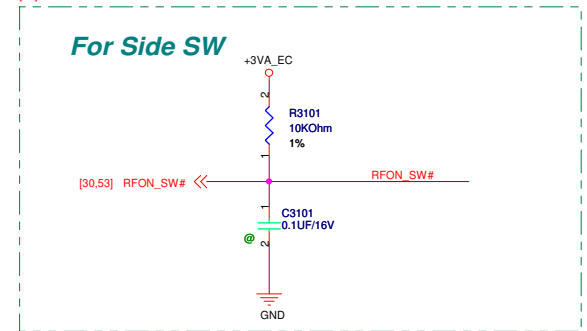 For Side SW
+3VA_EC
2
R3101
10KOhm
1%
1
[30,53] RFON_SW#
RFON_SW#
1
C3101
0.1UF/16V
@
2
GND